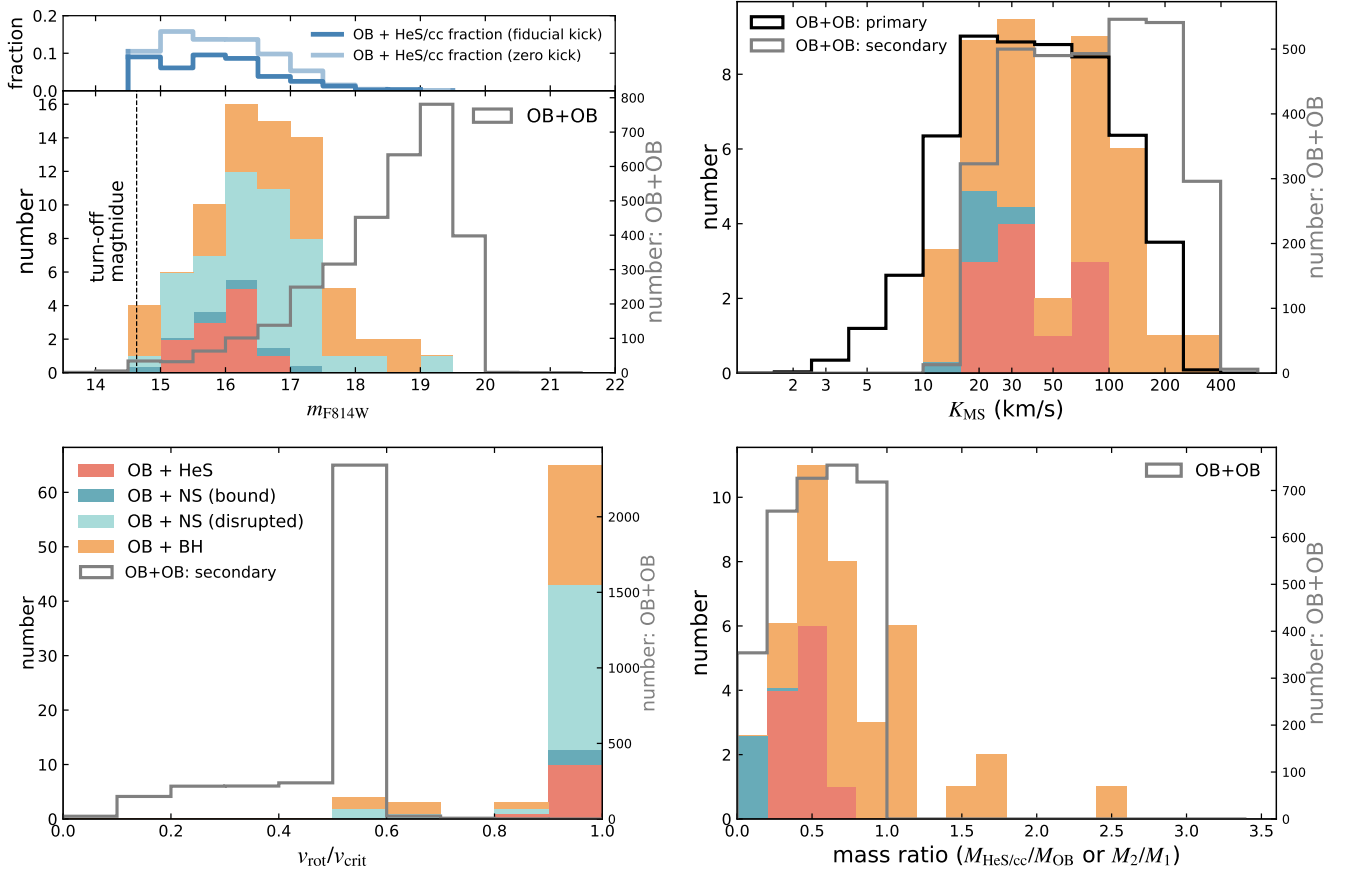 fraction
0.2
0.1
0.0
OB + HeS/cc fraction (fiducial kick)
OB + HeS/cc fraction (zero kick)
number
16
14
12
10
8
6
4
2
0
turn-off
magtnidue
OB+OB
800
700
600
500
400
300
200
100
0
number: OB+OB
14 15 16 17 18 19 20 21 22
m_F814W
number
8
6
4
2
0
OB+OB: primary
OB+OB: secondary
500
400
300
200
100
0
number: OB+OB
2 3 5 10 20 30 50 100 200 400
K_MS (km/s)
number
60
50
40
30
20
10
0
OB + HeS
OB + NS (bound)
OB + NS (disrupted)
OB + BH
OB+OB: secondary
2000
1500
1000
500
0
number: OB+OB
0.0 0.2 0.4 0.6 0.8 1.0
v_rot/v_crit
number
10
8
6
4
2
0
OB+OB
700
600
500
400
300
200
100
0
number: OB+OB
0.0 0.5 1.0 1.5 2.0 2.5 3.0 3.5
mass ratio (M_HeS/cc/M_OB or M_2/M_1)